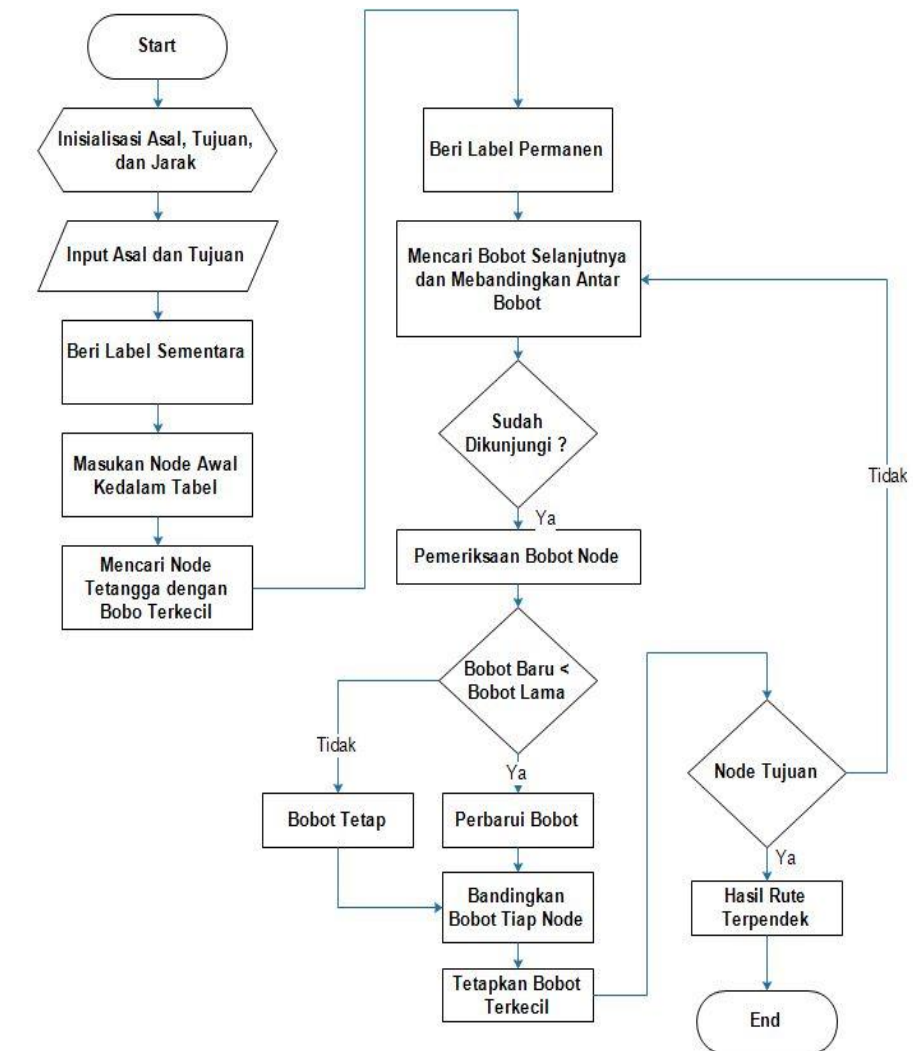 Start
Inisialisasi Asal, Tujuan,
dan Jarak
Input Asal dan Tujuan
Beri Label Sementara
Masukan Node Awal
Kedalam Tabel
Mencari Node
Tetangga dengan
Bobo Terkecil
Beri Label Permanen
Mencari Bobot Selanjutnya
dan Mebandingkan Antar
Bobot
Sudah
Dikunjungi ?
Ya
Pemeriksaan Bobot Node
Bobot Baru <
Bobot Lama
Tidak
Ya
Bobot Tetap
Perbarui Bobot
Bandingkan
Bobot Tiap Node
Tetapkan Bobot
Terkecil
Node Tujuan
Tidak
Ya
Hasil Rute
Terpendek
End